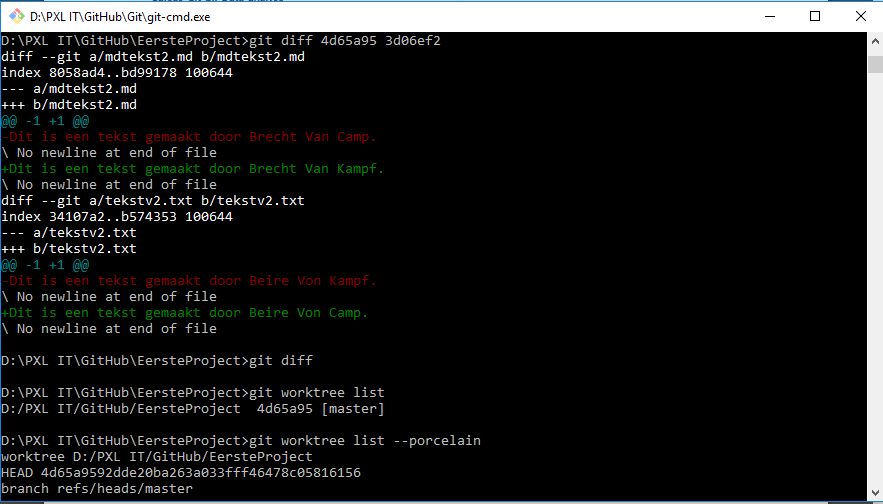 D:\PXL IT\GitHub\Git\git-cmd.exe
D:\PXL IT\GitHub\EersteProject>git diff 4d65a95 3d06ef2
diff --git a/mdtekst2.md b/mdtekst2.md
index 8058ad4..bd99178 100644
--- a/mdtekst2.md
+++ b/mdtekst2.md
@@ -1 +1 @@
-Dit is een tekst gemaakt door Brecht Van Camp.
\ No newline at end of file
+Dit is een tekst gemaakt door Brecht Van Kampf.
\ No newline at end of file
diff --git a/tekstv2.txt b/tekstv2.txt
index 34107a2..b574353 100644
--- a/tekstv2.txt
+++ b/tekstv2.txt
@@ -1 +1 @@
-Dit is een tekst gemaakt door Beire Von Kampf.
\ No newline at end of file
+Dit is een tekst gemaakt door Beire Von Camp.
\ No newline at end of file
D:\PXL IT\GitHub\EersteProject>git diff
D:\PXL IT\GitHub\EersteProject>git worktree list
D:/PXL IT/GitHub/EersteProject  4d65a95 [master]
D:\PXL IT\GitHub\EersteProject>git worktree list --porcelain
worktree D:/PXL IT/GitHub/EersteProject
HEAD 4d65a9592dde20ba263a033fff46478c05816156
branch refs/heads/master